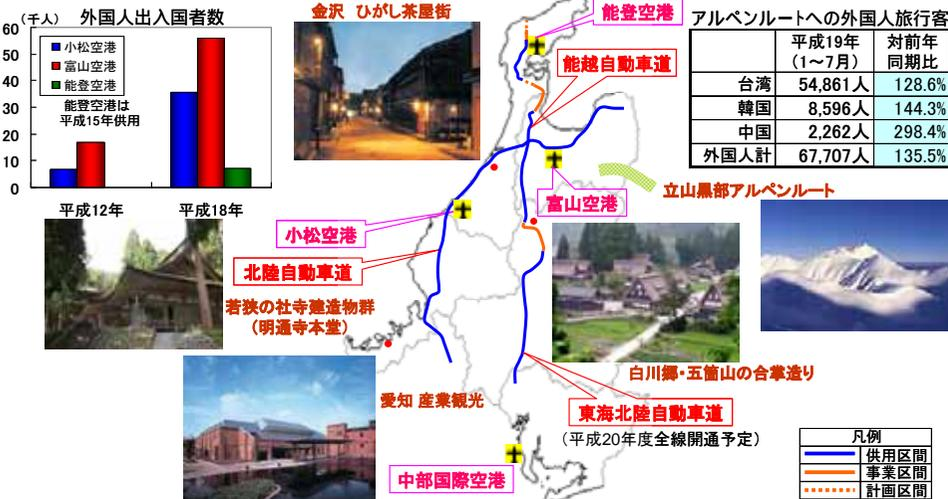 外国人出入国者数
(千人)
60
50
40
30
20
10
0
小松空港
富山空港
能登空港
能登空港は
平成15年供用
平成12年
平成18年
金沢 ひがし茶屋街
能登空港
能越自動車道
アルペンルートへの外国人旅行客
平成19年 対前年
(1～7月) 同期比
台湾 54,861人 128.6%
韓国 8,596人 144.3%
中国 2,262人 298.4%
外国人計 67,707人 135.5%
立山黒部アルペンルート
富山空港
小松空港
北陸自動車道
若狭の社寺建造物群
(明通寺本堂)
白川郷・五箇山の合掌造り
愛知 産業観光
東海北陸自動車道
(平成20年度全線開通予定)
中部国際空港
凡例
供用区間
事業区間
計画区間